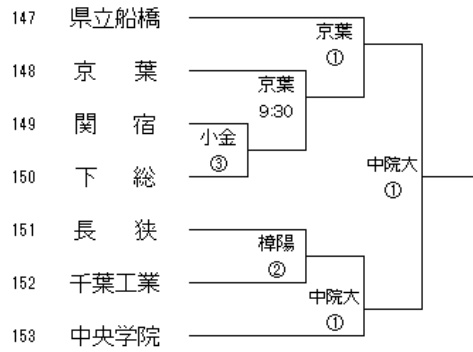 147 県立船橋
京葉
①
148 京葉
京葉
9:30
149 関宿
小金
③
150 下総
中院大
①
151 長狭
樟陽
②
152 千葉工業
中院大
①
153 中央学院